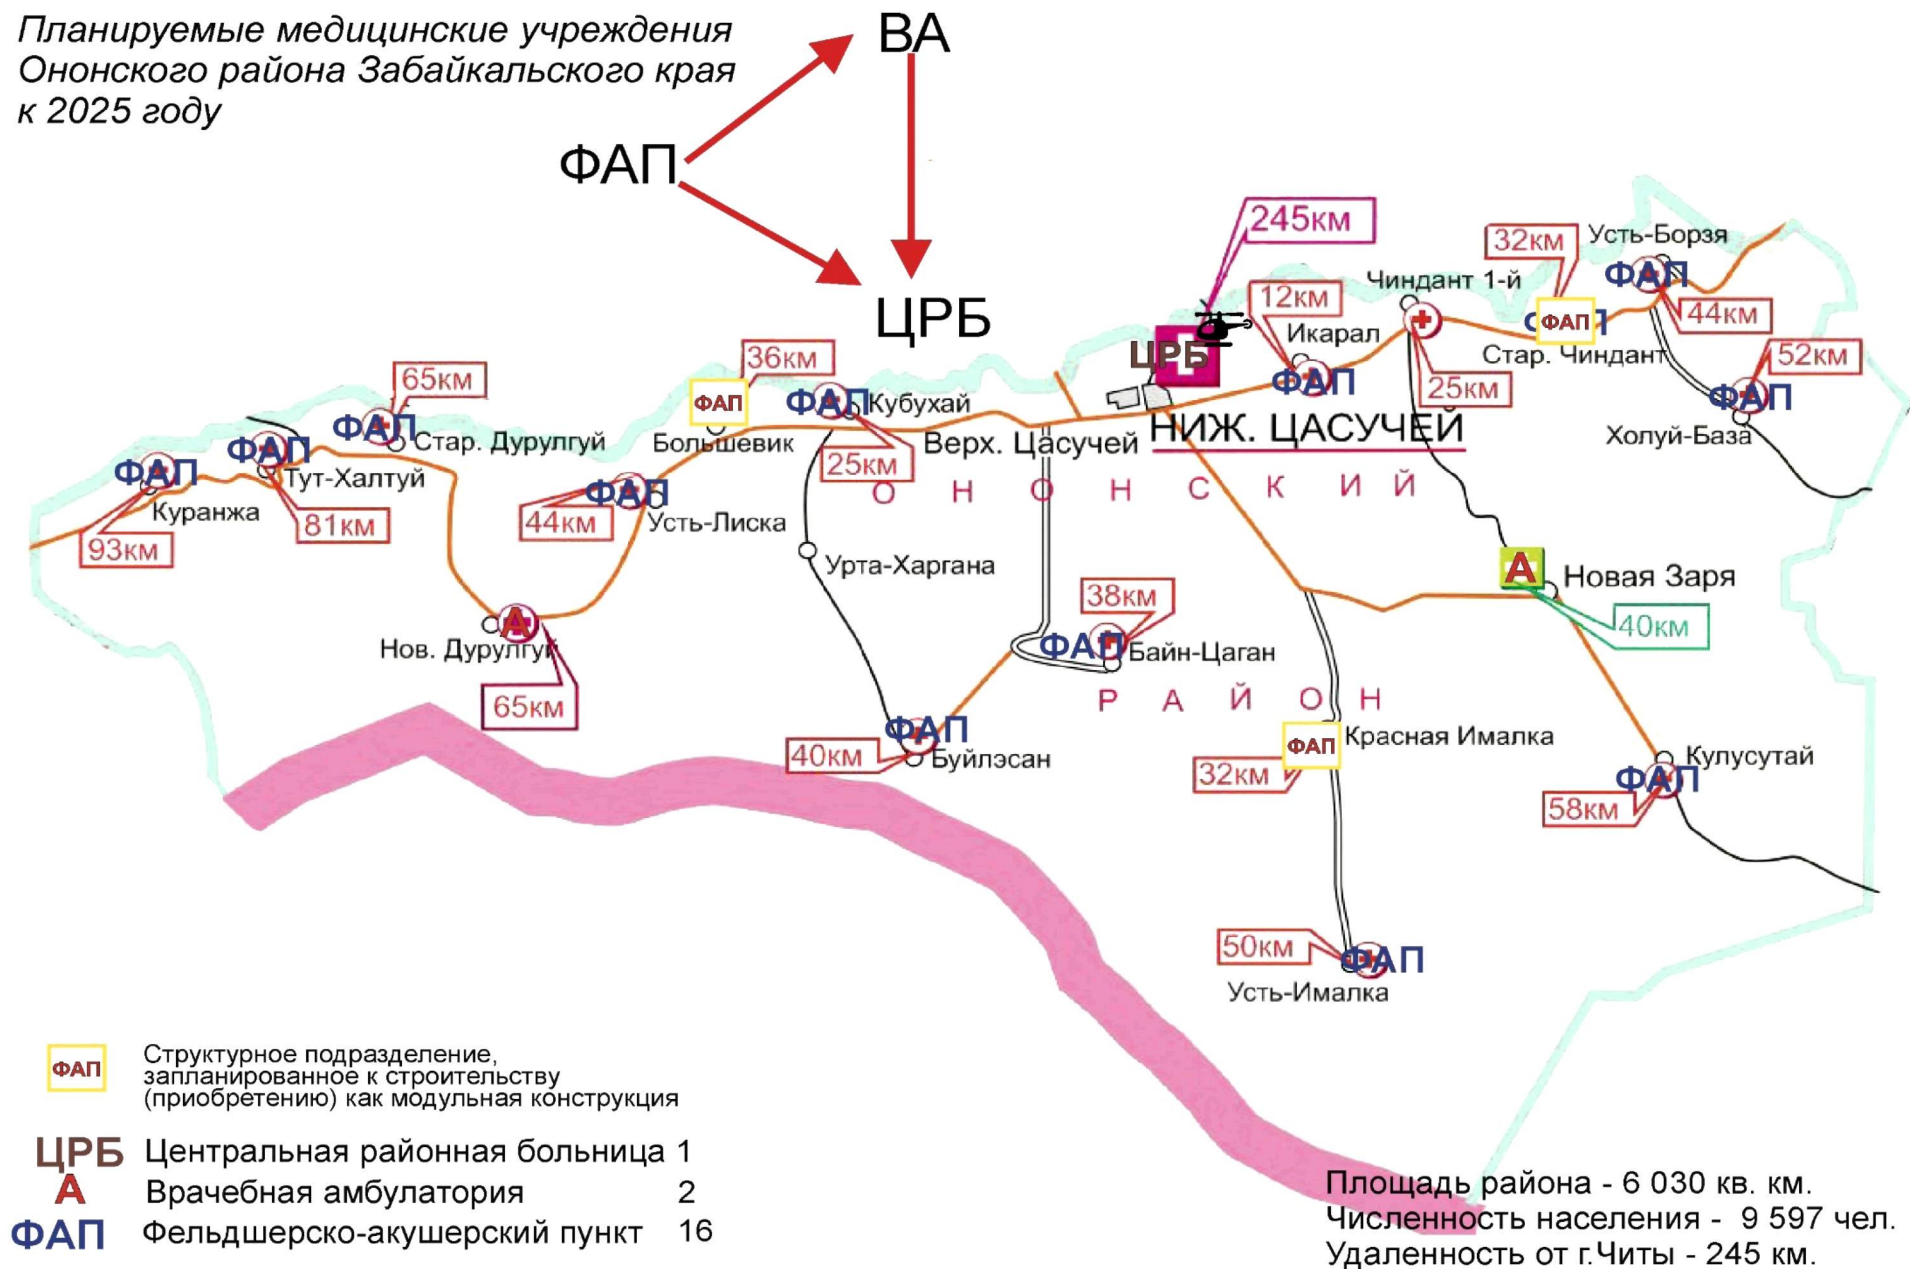 Планируемые медицинские учреждения
Ононского района Забайкальского края
к 2025 году
ВА
ФАП
ЦРБ
245км
32км
Усть-Борзя
ФАП
44км
Чиндант 1-й
12км
Икарал
ФАП
ЦРБ
ФАП
Стар. Чиндант
52км
ФАП
Холуй-База
25км
36км
65км
ФАП
Большевик
ФАП
Кубухай
25км
Верх. Цасучей
НИЖ. ЦАСУЧЕЙ
ФАП
Стар. Дурулгуй
ФАП
Тут-Халтуй
81км
ФАП
Куранжа
93км
44км
ФАП
Усть-Лиска
ОНОНСКИЙ
Урта-Харгана
А
Новая Заря
40км
38км
ФАП
Байн-Цаган
А
Нов. Дурулгуй
65км
РАЙОН
ФАП
40км
Буйлэсан
ФАП
Красная Ималка
32км
Кулусутай
ФАП
58км
50км
ФАП
Усть-Ималка
ФАП
Структурное подразделение,
запланированное к строительству
(приобретению) как модульная конструкция
ЦРБ Центральная районная больница 1
А Врачебная амбулатория 2
ФАП Фельдшерско-акушерский пункт 16
Площадь района - 6 030 кв. км.
Численность населения - 9 597 чел.
Удаленность от г.Читы - 245 км.